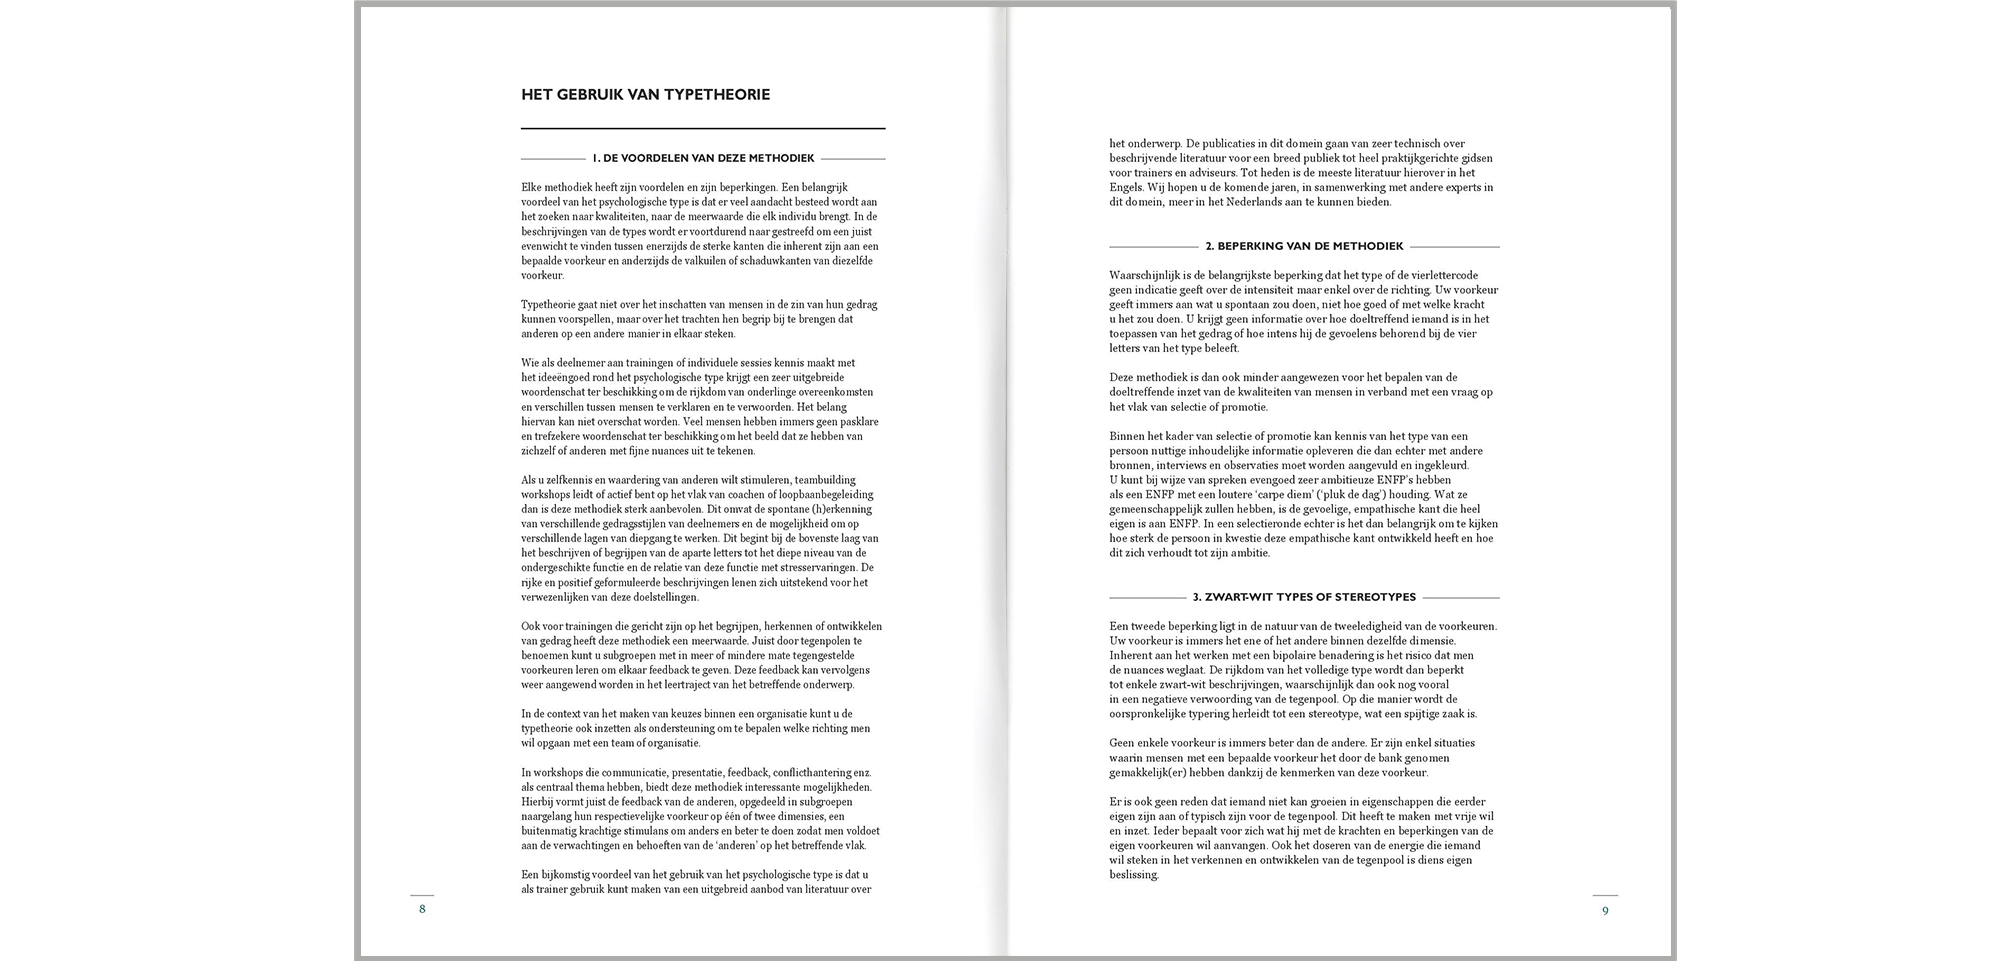 HET GEBRUIK VAN TYPETHEORIE
1. DE VOORDELEN VAN DEZE METHODIEK
Elke methodiek heeft zijn voordelen en zijn beperkingen. Een belangrijk
voordeel van het psychologische type is dat er veel aandacht besteed wordt aan
het zoeken naar kwaliteiten, naar de meerwaarde die elk individu brengt. In de
beschrijvingen van de types wordt er voortdurend naar gestreefd om een juist
evenwicht te vinden tussen enerzijds de sterke kanten die inherent zijn aan een
bepaalde voorkeur en anderzijds de valkuilen of schaduwkanten van diezelfde
voorkeur.
Typetheorie gaat niet over het inschatten van mensen in de zin van hun gedrag
kunnen voorspellen, maar over het trachten hen begrip bij te brengen dat
anderen op een andere manier in elkaar steken.
Wie als deelnemer aan trainingen of individuele sessies kennis maakt met
het ideeëngoed rond het psychologische type krijgt een zeer uitgebreide
woordenschat ter beschikking om de rijkdom van onderlinge overeenkomsten
en verschillen tussen mensen te verklaren en te verwoorden. Het belang
hiervan kan niet overschat worden. Veel mensen hebben immers geen pasklare
en trefzekere woordenschat ter beschikking om het beeld dat ze hebben van
zichzelf of anderen met fijne nuances uit te tekenen.
Als u zelfkennis en waardering van anderen wilt stimuleren, teambuilding
workshops leidt of actief bent op het vlak van coachen of loopbaanbegeleiding
dan is deze methodiek sterk aanbevolen. Dit omvat de spontane (h)erkenning
van verschillende gedragsstijlen van deelnemers en de mogelijkheid om op
verschillende lagen van diepgang te werken. Dit begint bij de bovenste laag van
het beschrijven of begrijpen van de aparte letters tot het diepe niveau van de
ondergeschikte functie en de relatie van deze functie met stresservaringen. De
rijke en positief geformuleerde beschrijvingen lenen zich uitstekend voor het
verwezenlijken van deze doelstellingen.
Ook voor trainingen die gericht zijn op het begrijpen, herkennen of ontwikkelen
van gedrag heeft deze methodiek een meerwaarde. Juist door tegenpolen te
benoemen kunt u subgroepen met in meer of mindere mate tegengestelde
voorkeuren leren om elkaar feedback te geven. Deze feedback kan vervolgens
weer aangewend worden in het leertraject van het betreffende onderwerp.
In de context van het maken van keuzes binnen een organisatie kunt u de
typetheorie ook inzetten als ondersteuning om te bepalen welke richting men
wil opgaan met een team of organisatie.
In workshops die communicatie, presentatie, feedback, conflicthantering enz.
als centraal thema hebben, biedt deze methodiek interessante mogelijkheden.
Hierbij vormt juist de feedback van de anderen, opgedeeld in subgroepen
naargelang hun respectievelijke voorkeur op één of twee dimensies, een
buitenmatig krachtige stimulans om anders en beter te doen zodat men voldoet
aan de verwachtingen en behoeften van de ‘anderen’ op het betreffende vlak.
Een bijkomstig voordeel van het gebruik van het psychologische type is dat u
als trainer gebruik kunt maken van een uitgebreid aanbod van literatuur over
8
het onderwerp. De publicaties in dit domein gaan van zeer technisch over
beschrijvende literatuur voor een breed publiek tot heel praktijkgerichte gidsen
voor trainers en adviseurs. Tot heden is de meeste literatuur hierover in het
Engels. Wij hopen u de komende jaren, in samenwerking met andere experts in
dit domein, meer in het Nederlands aan te kunnen bieden.
2. BEPERKING VAN DE METHODIEK
Waarschijnlijk is de belangrijkste beperking dat het type of de vierlettercode
geen indicatie geeft over de intensiteit maar enkel over de richting. Uw voorkeur
geeft immers aan wat u spontaan zou doen, niet hoe goed of met welke kracht
u het zou doen. U krijgt geen informatie over hoe doeltreffend iemand is in het
toepassen van het gedrag of hoe intens hij de gevoelens behorend bij de vier
letters van het type beleeft.
Deze methodiek is dan ook minder aangewezen voor het bepalen van de
doeltreffende inzet van de kwaliteiten van mensen in verband met een vraag op
het vlak van selectie of promotie.
Binnen het kader van selectie of promotie kan kennis van het type van een
persoon nuttige inhoudelijke informatie opleveren die dan echter met andere
bronnen, interviews en observaties moet worden aangevuld en ingekleurd.
U kunt bij wijze van spreken evengoed zeer ambitieuze ENFP’s hebben
als een ENFP met een loutere ‘carpe diem’ (‘pluk de dag’) houding. Wat ze
gemeenschappelijk zullen hebben, is de gevoelige, empathische kant die heel
eigen is aan ENFP. In een selectieronde echter is het dan belangrijk om te kijken
hoe sterk de persoon in kwestie deze empathische kant ontwikkeld heeft en hoe
dit zich verhoudt tot zijn ambitie.
3. ZWART-WIT TYPES OF STEREOTYPES
Een tweede beperking ligt in de natuur van de tweeledigheid van de voorkeuren.
Uw voorkeur is immers het ene of het andere binnen dezelfde dimensie.
Inherent aan het werken met een bipolaire benadering is het risico dat men
de nuances weglaat. De rijkdom van het volledige type wordt dan beperkt
tot enkele zwart-wit beschrijvingen, waarschijnlijk dan ook nog vooral
in een negatieve verwoording van de tegenpool. Op die manier wordt de
oorspronkelijke typering herleidt tot een stereotype, wat een spijtige zaak is.
Geen enkele voorkeur is immers beter dan de andere. Er zijn enkel situaties
waarin mensen met een bepaalde voorkeur het door de bank genomen
gemakkelijk(er) hebben dankzij de kenmerken van deze voorkeur.
Er is ook geen reden dat iemand niet kan groeien in eigenschappen die eerder
eigen zijn aan of typisch zijn voor de tegenpool. Dit heeft te maken met vrije wil
en inzet. Ieder bepaalt voor zich wat hij met de krachten en beperkingen van de
eigen voorkeuren wil aanvangen. Ook het doseren van de energie die iemand
wil steken in het verkennen en ontwikkelen van de tegenpool is diens eigen
beslissing.
9